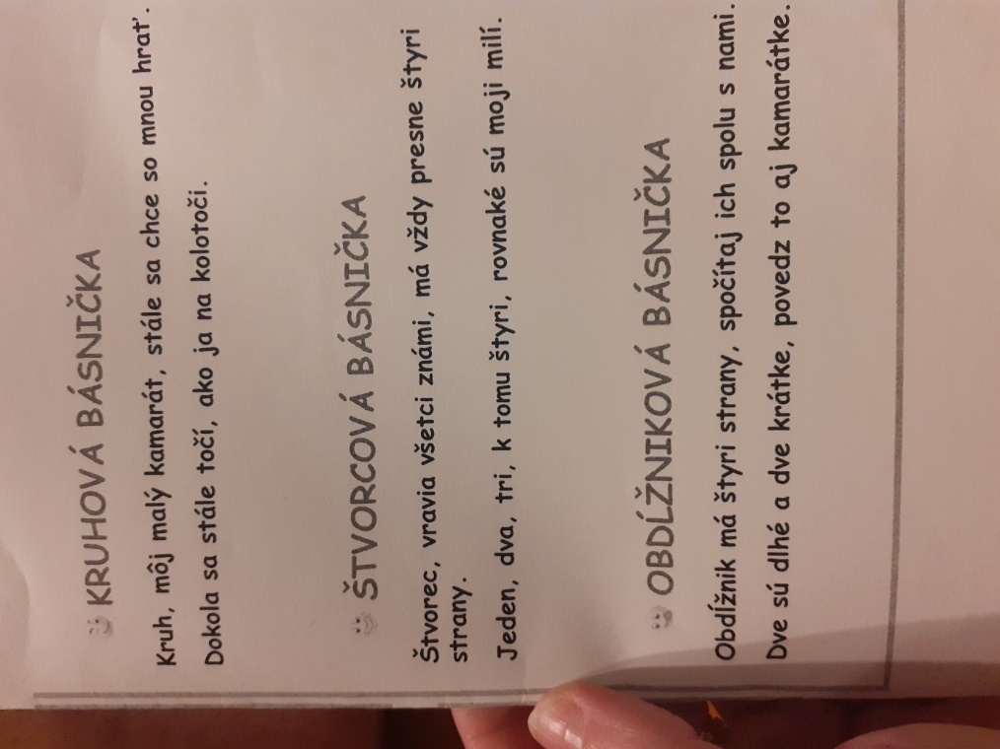 KRUHOVÁ BÁSNIČKA
Kruh, môj malý kamarát, stále sa chce so mnou hrať.
Dokola sa stále točí, ako ja na kolotoči.
ŠTVORCOVÁ BÁSNIČKA
Štvorec, vravia všetci známi, má vždy presne štyri
strany.
Jeden, dva, tri, k tomu štyri, rovnaké sú moji milí.
OBDĹŽNIKOVÁ BÁSNIČKA
Obdĺžnik má štyri strany, spočítaj ich spolu s nami.
Dve sú dlhé a dve krátke, povedz to aj kamarátke.